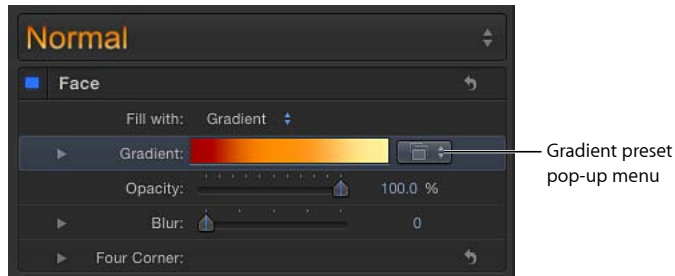 Normal
Face
Fill with: Gradient
Gradient:
Gradient preset
pop-up menu
Opacity: 100.0 %
Blur: 0
Four Corner: